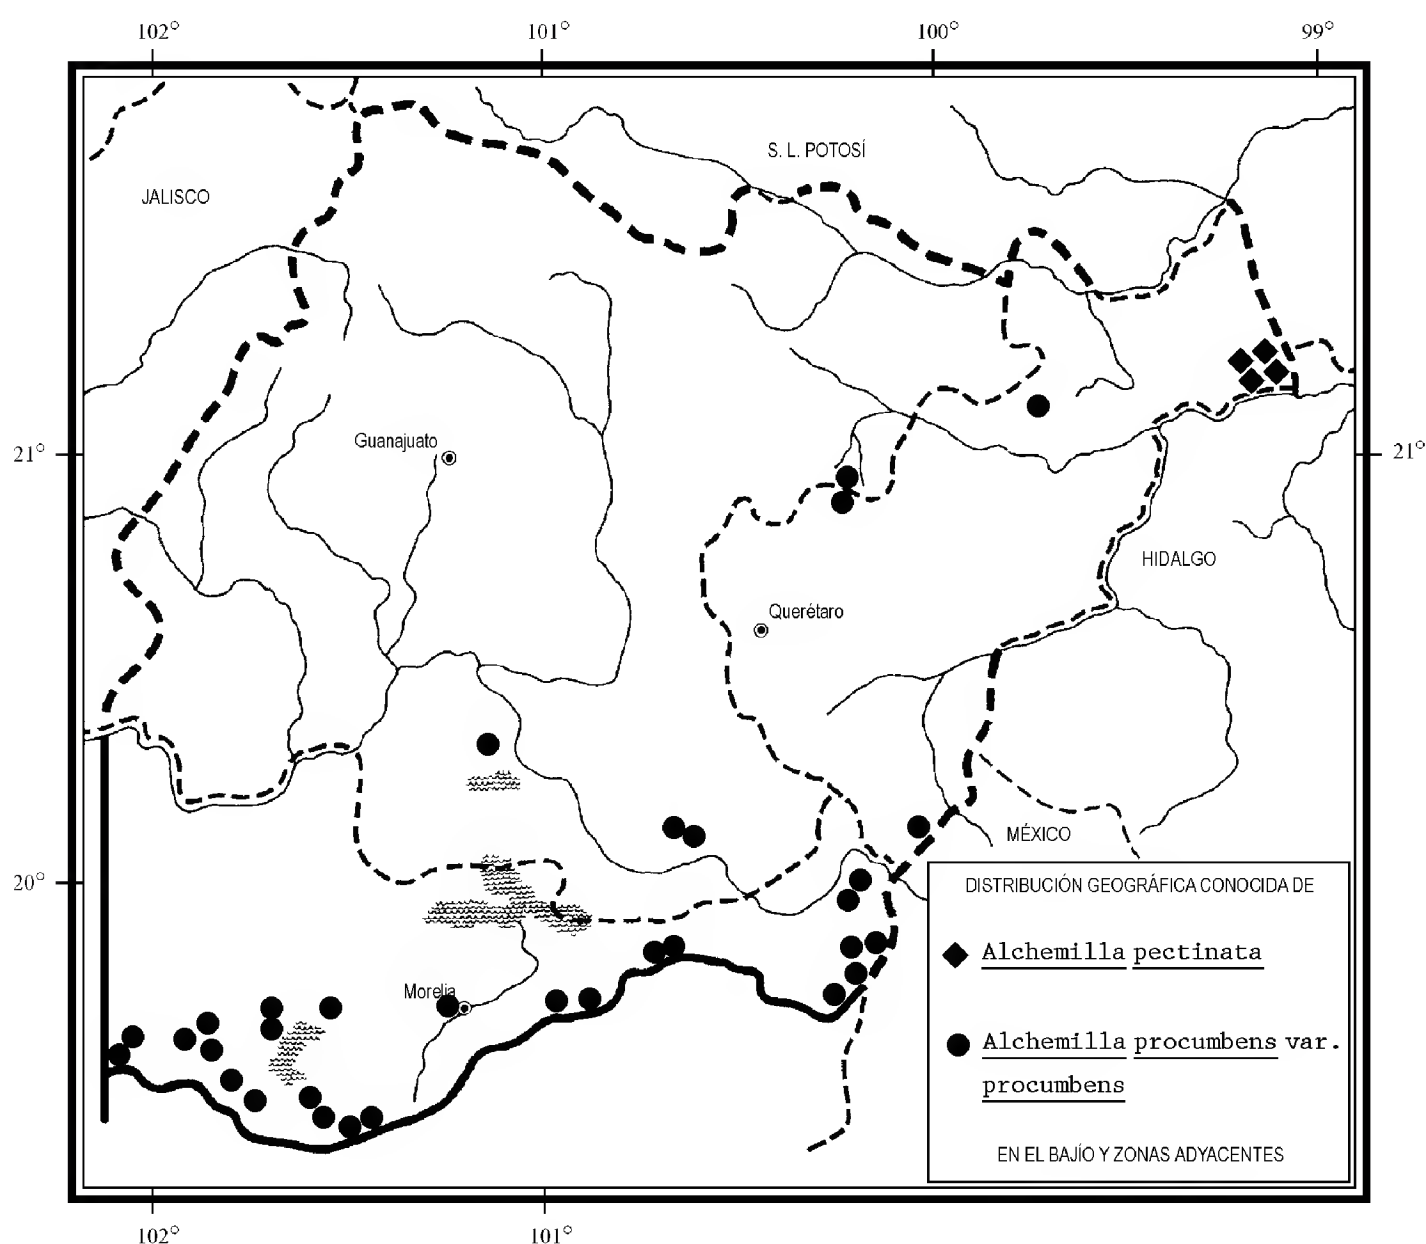 102° 101° 100° 99°
S. L. POTOSÍ
JALISCO
Guanajuato
21° 21°
HIDALGO
Querétaro
MÉXICO
20°
DISTRIBUCIÓN GEOGRÁFICA CONOCIDA DE
Alchemilla pectinata
Morelia
Alchemilla procumbens var.
procumbens
EN EL BAJÍO Y ZONAS ADYACENTES
102° 101°